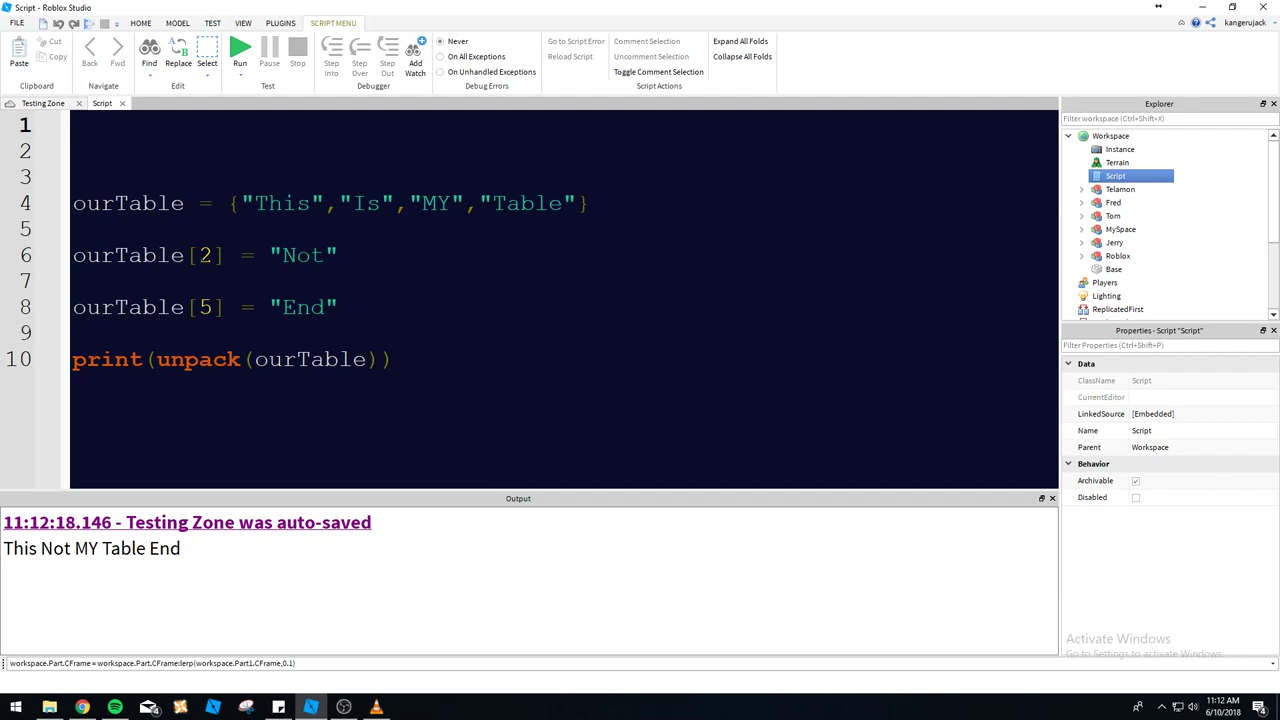 Script - Roblox Studio
FILE HOME MODEL TEST VIEW PLUGINS SCRIPT MENU kangerujack
Paste Cut Copy
Back Fwd
Find Replace Select
Run Pause Stop
Step Into Step Over Step Out Add Watch
Never
On All Exceptions
On Unhandled Exceptions
Go to Script Error
Reload Script
Comment Selection
Uncomment Selection
Toggle Comment Selection
Expand All Folds
Collapse All Folds
Clipboard Navigate Edit Test Debugger Debug Errors Script Actions
Testing Zone Script
1
2
3
4 ourTable = {"This","Is","MY","Table"}
5
6 ourTable[2] = "Not"
7
8 ourTable[5] = "End"
9
10 print(unpack(ourTable))
Output
11:12:18.146 - Testing Zone was auto-saved
This Not MY Table End
workspace.Part.CFrame = workspace.Part.CFrame:lerp(workspace.Part1.CFrame,0.1)
Explorer
Filter workspace (Ctrl+Shift+X)
Workspace
Instance
Terrain
Script
Telamon
Fred
Tom
MySpace
Jerry
Roblox
Base
Players
Lighting
ReplicatedFirst
Properties - Script "Script"
Filter Properties (Ctrl+Shift+P)
Data
ClassName Script
CurrentEditor
LinkedSource [Embedded]
Name Script
Parent Workspace
Behavior
Archivable
Disabled
Activate Windows
Go to Settings to activate Windows.
11:12 AM
6/10/2018